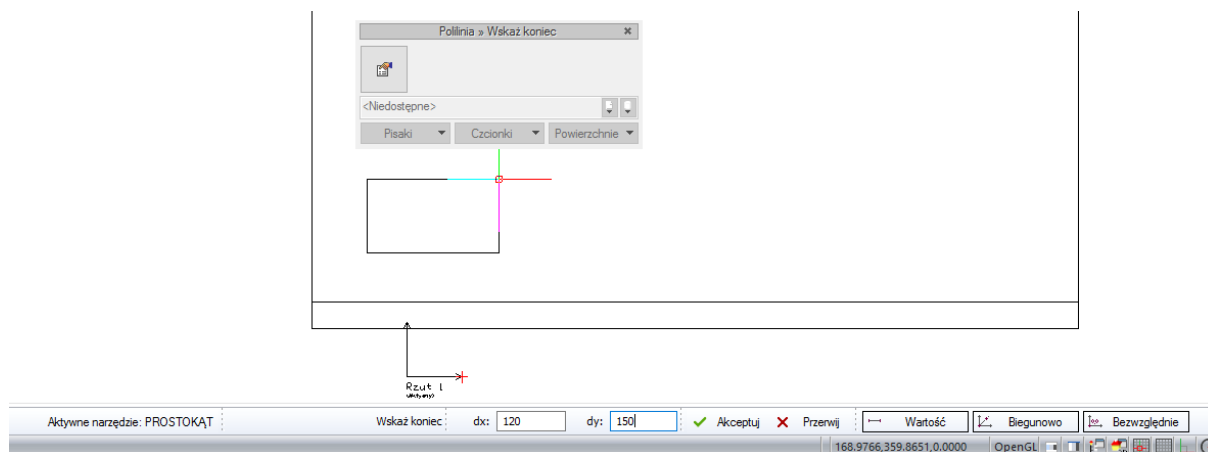 Polilinia » Wskaż koniec
<Niedostępne>
Pisaki Czcionki Powierzchnie
Rzut 1
(aktywny)
Aktywne narzędzie: PROSTOKĄT Wskaż koniec dx: 120 dy: 150 Akceptuj Przerwij Wartość Biegunowo Bezwzględnie
168.9766,359.8651,0.0000 OpenGL